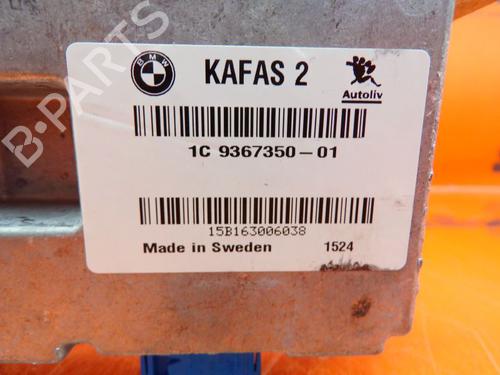 BMW
KAFAS 2
Autoliv
1C 9367350-01
15B163006038
Made in Sweden 1524
B-PARTS